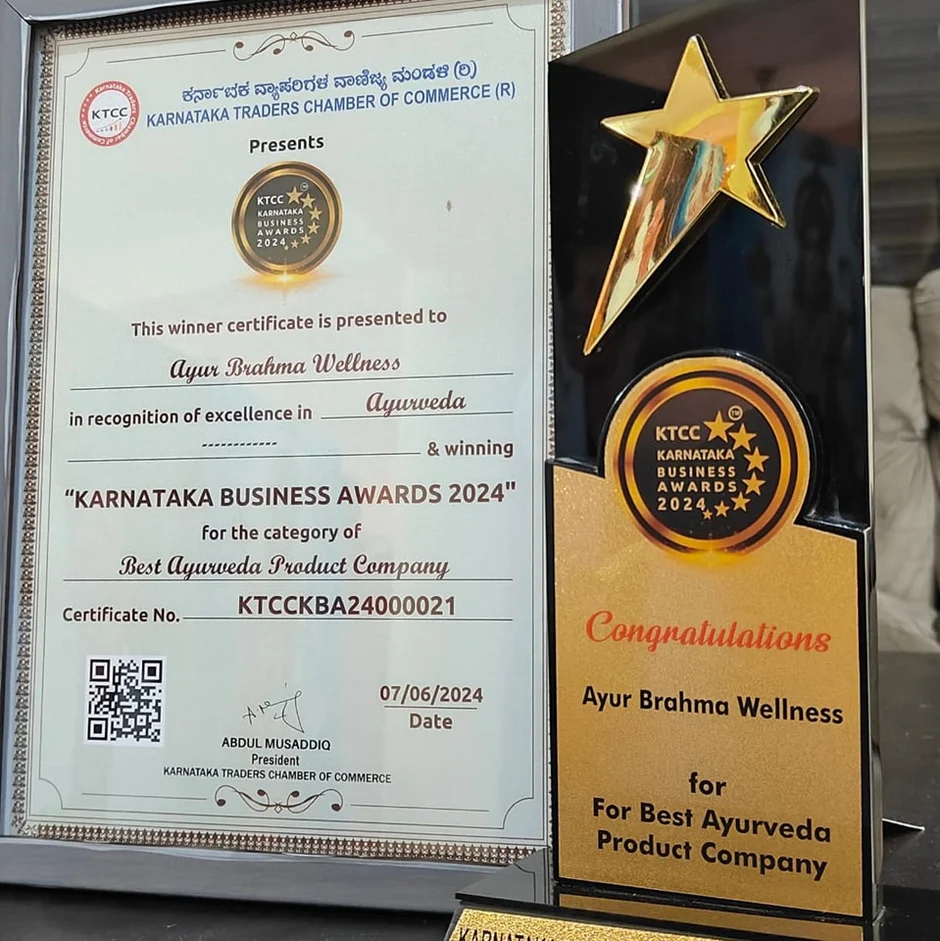 ಕರ್ನಾಟಕ ವ್ಯಾಪಾರಿಗಳ ವಾಣಿಜ್ಯ ಮಂಡಳಿ (ರಿ)
KARNATAKA TRADERS CHAMBER OF COMMERCE (R)
KTCC
Presents
KTCC
TM
KARNATAKA
BUSINESS
AWARDS
2024
This winner certificate is presented to
Ayur Brahma Wellness
in recognition of excellence in Ayurveda
------------ & winning
“KARNATAKA BUSINESS AWARDS 2024"
for the category of
Best Ayurveda Product Company
Certificate No. KTCCKBA24000021
07/06/2024
Date
ABDUL MUSADDIQ
President
KARNATAKA TRADERS CHAMBER OF COMMERCE
KTCC
TM
KARNATAKA
BUSINESS
AWARDS
2024
Congratulations
Ayur Brahma Wellness
for
For Best Ayurveda
Product Company